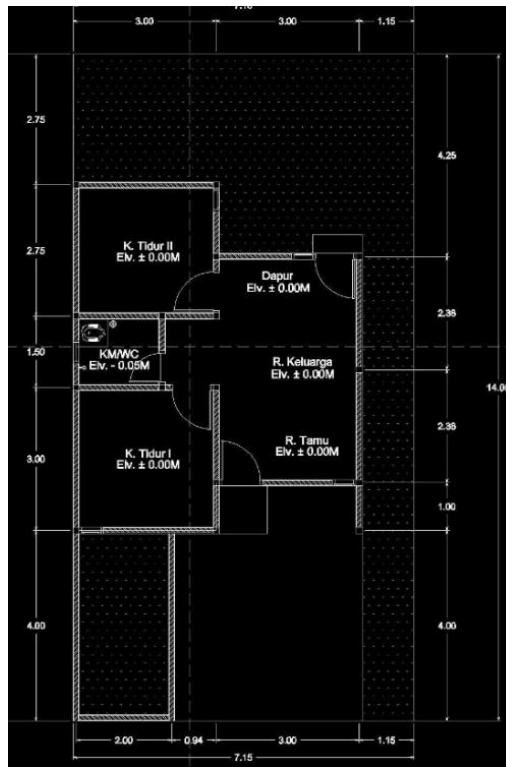 7.15
3.00
3.00
1.15
2.75
4.25
2.75
K. Tidur II
Elv. ± 0.00M
Dapur
Elv. ± 0.00M
2.36
1.50
KM/WC
Elv. - 0.05M
R. Keluarga
Elv. ± 0.00M
14.00
3.00
K. Tidur I
Elv. ± 0.00M
R. Tamu
Elv. ± 0.00M
2.36
1.00
4.00
4.00
2.00
0.94
3.00
1.15
7.15